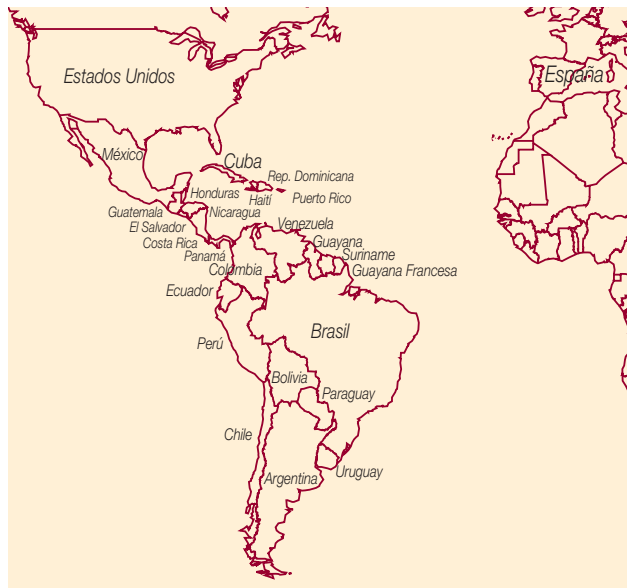 Estados Unidos
España
México
Cuba
Rep. Dominicana
Honduras
Haití
Puerto Rico
Guatemala
Nicaragua
El Salvador
Venezuela
Costa Rica
Guayana
Panamá
Suriname
Colombia
Guayana Francesa
Ecuador
Brasil
Perú
Bolivia
Paraguay
Chile
Uruguay
Argentina